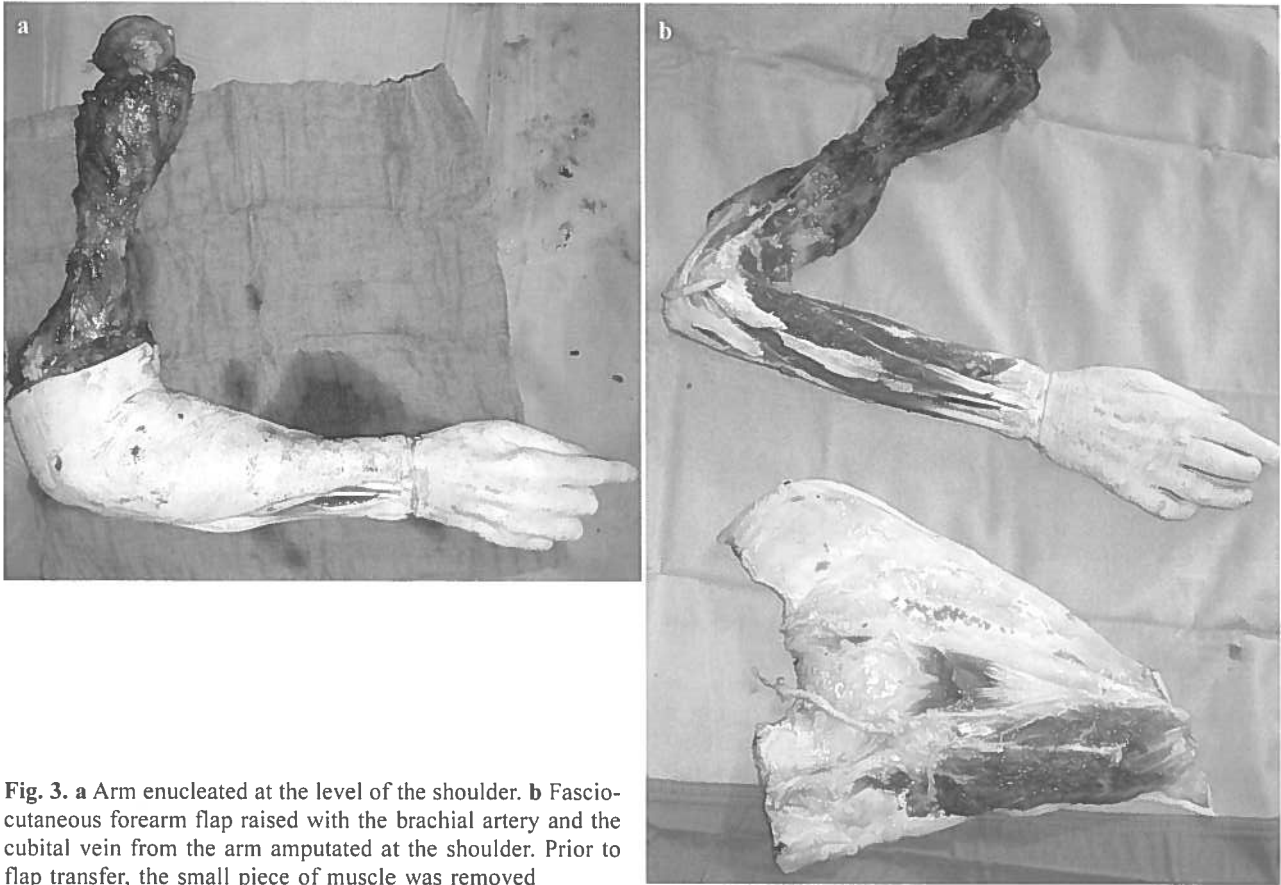 a
b
Fig. 3. a Arm enucleated at the level of the shoulder. b Fascio-
cutaneous forearm flap raised with the brachial artery and the
cubital vein from the arm amputated at the shoulder. Prior to
flap transfer, the small piece of muscle was removed